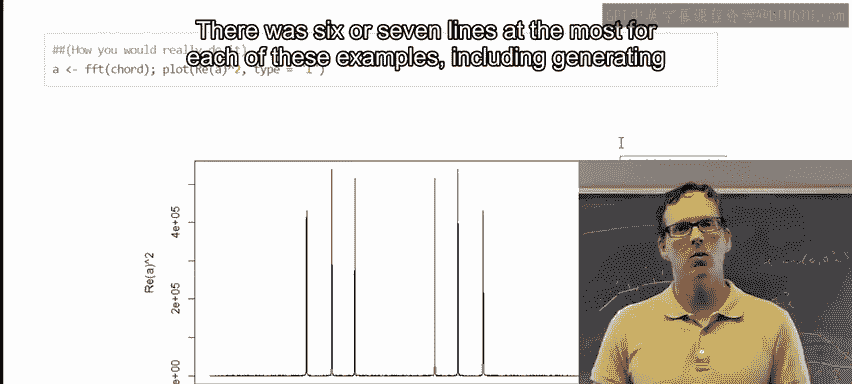 There was six or seven lines at the most for
each of these examples, including generating
##(How you would really do it)
a <- fft(chord); plot(Re(a)^2, type = "l")
Re(a)^2
4e+05
2e+05
e+00